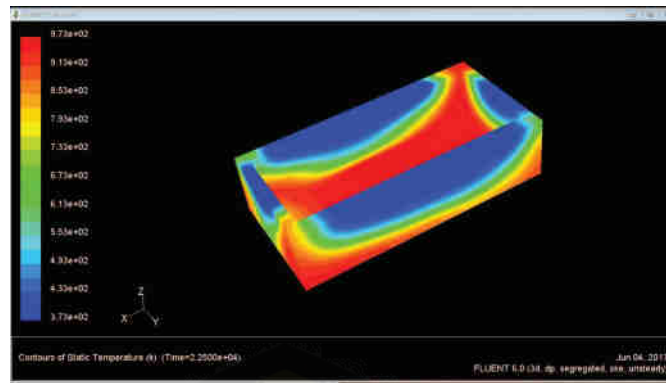 9.73e+02
9.13e+02
8.53e+02
7.93e+02
7.33e+02
6.73e+02
6.13e+02
5.53e+02
4.93e+02
4.33e+02
3.73e+02
Z
X
Y
Contours of Static Temperature (k) (Time=2.2500e+04)
Jun 04, 201
FLUENT 6.0 (3d, dp, segregated, ske, unsteady